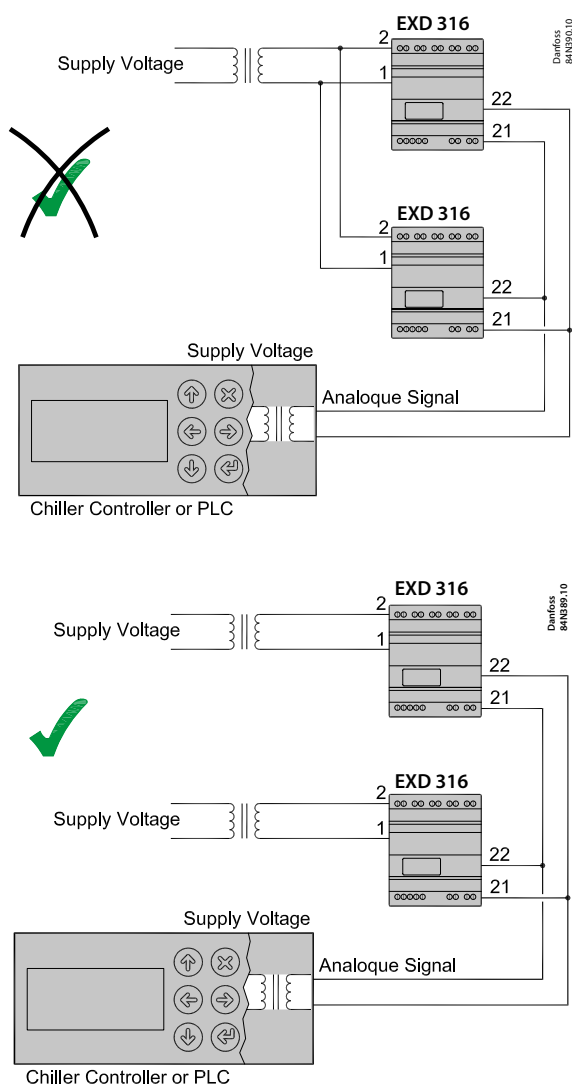 EXD 316
Danfoss
84N390.10
2
Supply Voltage
1
22
21
EXD 316
2
1
22
21
Supply Voltage
Analoque Signal
Chiller Controller or PLC
EXD 316
Danfoss
84N389.10
2
Supply Voltage
1
22
21
EXD 316
2
Supply Voltage
1
22
21
Supply Voltage
Analoque Signal
Chiller Controller or PLC